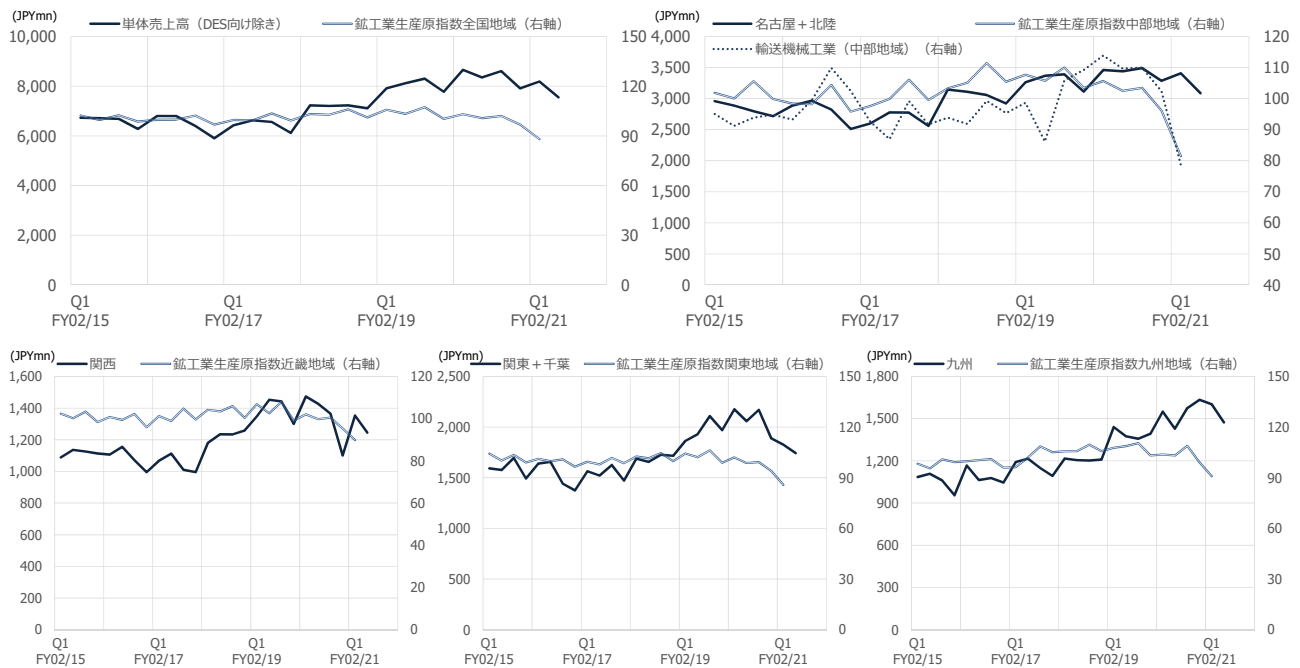 (JPYmn)
単体売上高（DES向け除き）
鉱工業生産原指数全国地域（右軸）
10,000
8,000
6,000
4,000
2,000
0
150
120
90
60
30
0
Q1
FY02/15
Q1
FY02/17
Q1
FY02/19
Q1
FY02/21
(JPYmn)
名古屋＋北陸
鉱工業生産原指数中部地域（右軸）
輸送機械工業（中部地域）（右軸）
4,000
3,500
3,000
2,500
2,000
1,500
1,000
500
0
120
110
100
90
80
70
60
50
40
Q1
FY02/15
Q1
FY02/17
Q1
FY02/19
Q1
FY02/21
(JPYmn)
関西
鉱工業生産原指数近畿地域（右軸）
1,600
1,400
1,200
1,000
800
600
400
200
0
120
100
80
60
40
20
0
Q1
FY02/15
Q1
FY02/17
Q1
FY02/19
Q1
FY02/21
(JPYmn)
関東＋千葉
鉱工業生産原指数関東地域（右軸）
2,500
2,000
1,500
1,000
500
0
150
120
90
60
30
0
Q1
FY02/15
Q1
FY02/17
Q1
FY02/19
Q1
FY02/21
(JPYmn)
九州
鉱工業生産原指数九州地域（右軸）
1,800
1,500
1,200
900
600
300
0
150
120
90
60
30
0
Q1
FY02/15
Q1
FY02/17
Q1
FY02/19
Q1
FY02/21